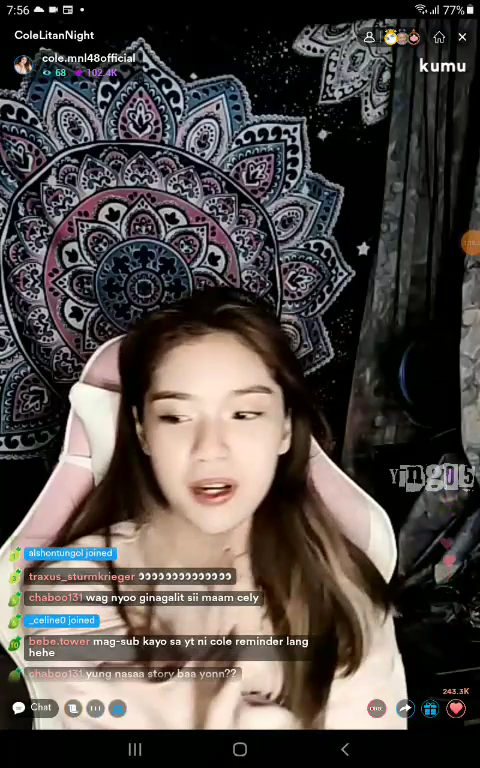 7:56
77%
ColeLitanNight
cole.mnl48official
68 102.4K
kumu
Ying05
alshontungol joined
traxus_sturmkrieger
chaboo131 wag nyoo ginagalit sii maam cely
_celine0 joined
bebe.tower mag-sub kayo sa yt ni cole reminder lang
hehe
chaboo131 yung nasaa story baa yonn??
243.3K
Chat